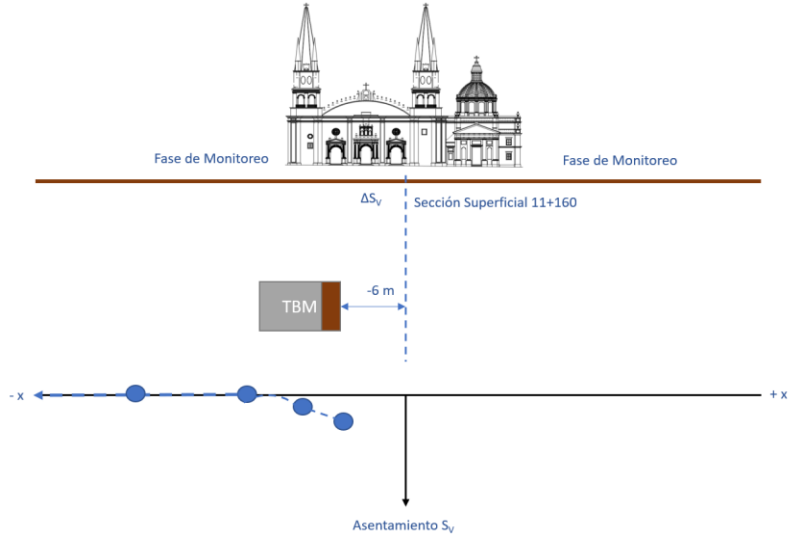 Fase de Monitoreo
Fase de Monitoreo
ΔSV
Sección Superficial 11+160
-6 m
TBM
- x
+ x
Asentamiento SV